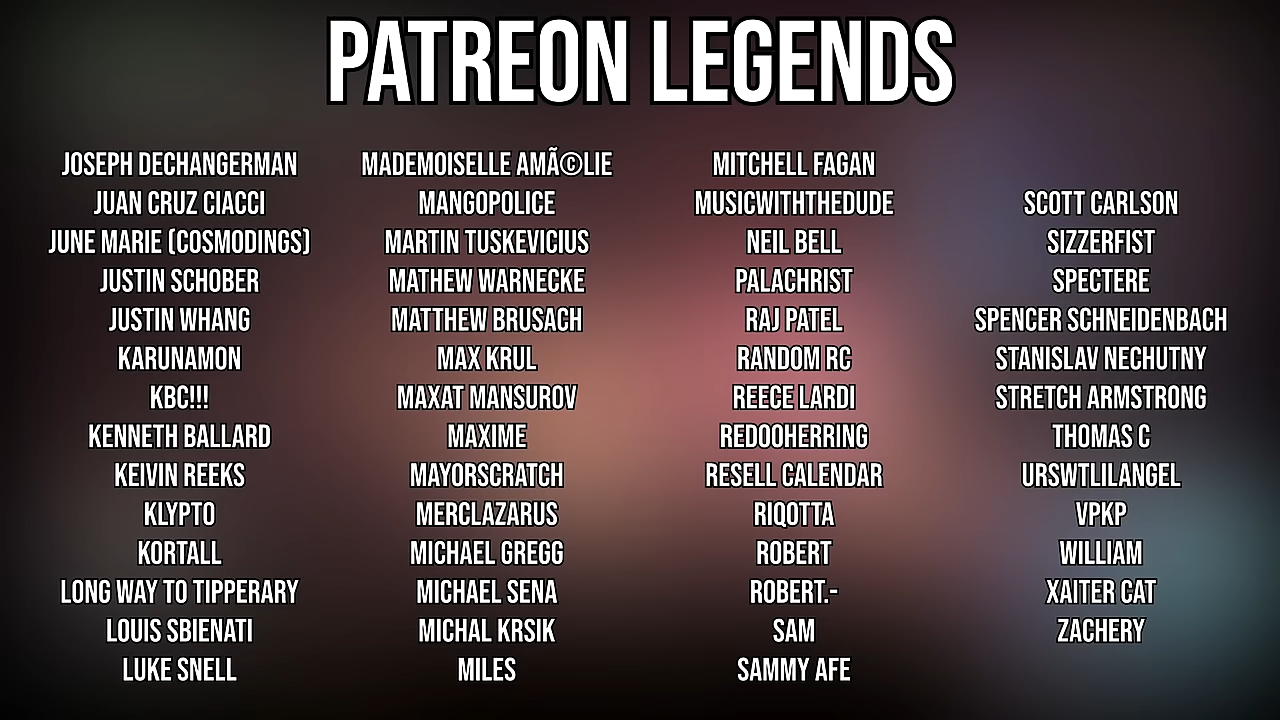 PATREON LEGENDS
JOSEPH DECHANGERMAN
JUAN CRUZ CIACCI
JUNE MARIE (COSMODINGS)
JUSTIN SCHOBER
JUSTIN WHANG
KARUNAMON
KBC!!!
KENNETH BALLARD
KEIVIN REEKS
KLYPTO
KORTALL
LONG WAY TO TIPPERARY
LOUIS SBIENATI
LUKE SNELL
MADEMOISELLE AMÃ©LIE
MANGOPOLICE
MARTIN TUSKEVICIUS
MATHEW WARNECKE
MATTHEW BRUSACH
MAX KRUL
MAXAT MANSUROV
MAXIME
MAYORSCRATCH
MERCLAZARUS
MICHAEL GREGG
MICHAEL SENA
MICHAL KRSIK
MILES
MITCHELL FAGAN
MUSICWITHTHEDUDE
NEIL BELL
PALACHRIST
RAJ PATEL
RANDOM RC
REECE LARDI
REDOOHERRING
RESELL CALENDAR
RIQOTTA
ROBERT
ROBERT.-
SAM
SAMMY AFE
SCOTT CARLSON
SIZZERFIST
SPECTERE
SPENCER SCHNEIDENBACH
STANISLAV NECHUTNY
STRETCH ARMSTRONG
THOMAS C
URSWTLILANGEL
VPKP
WILLIAM
XAITER CAT
ZACHERY